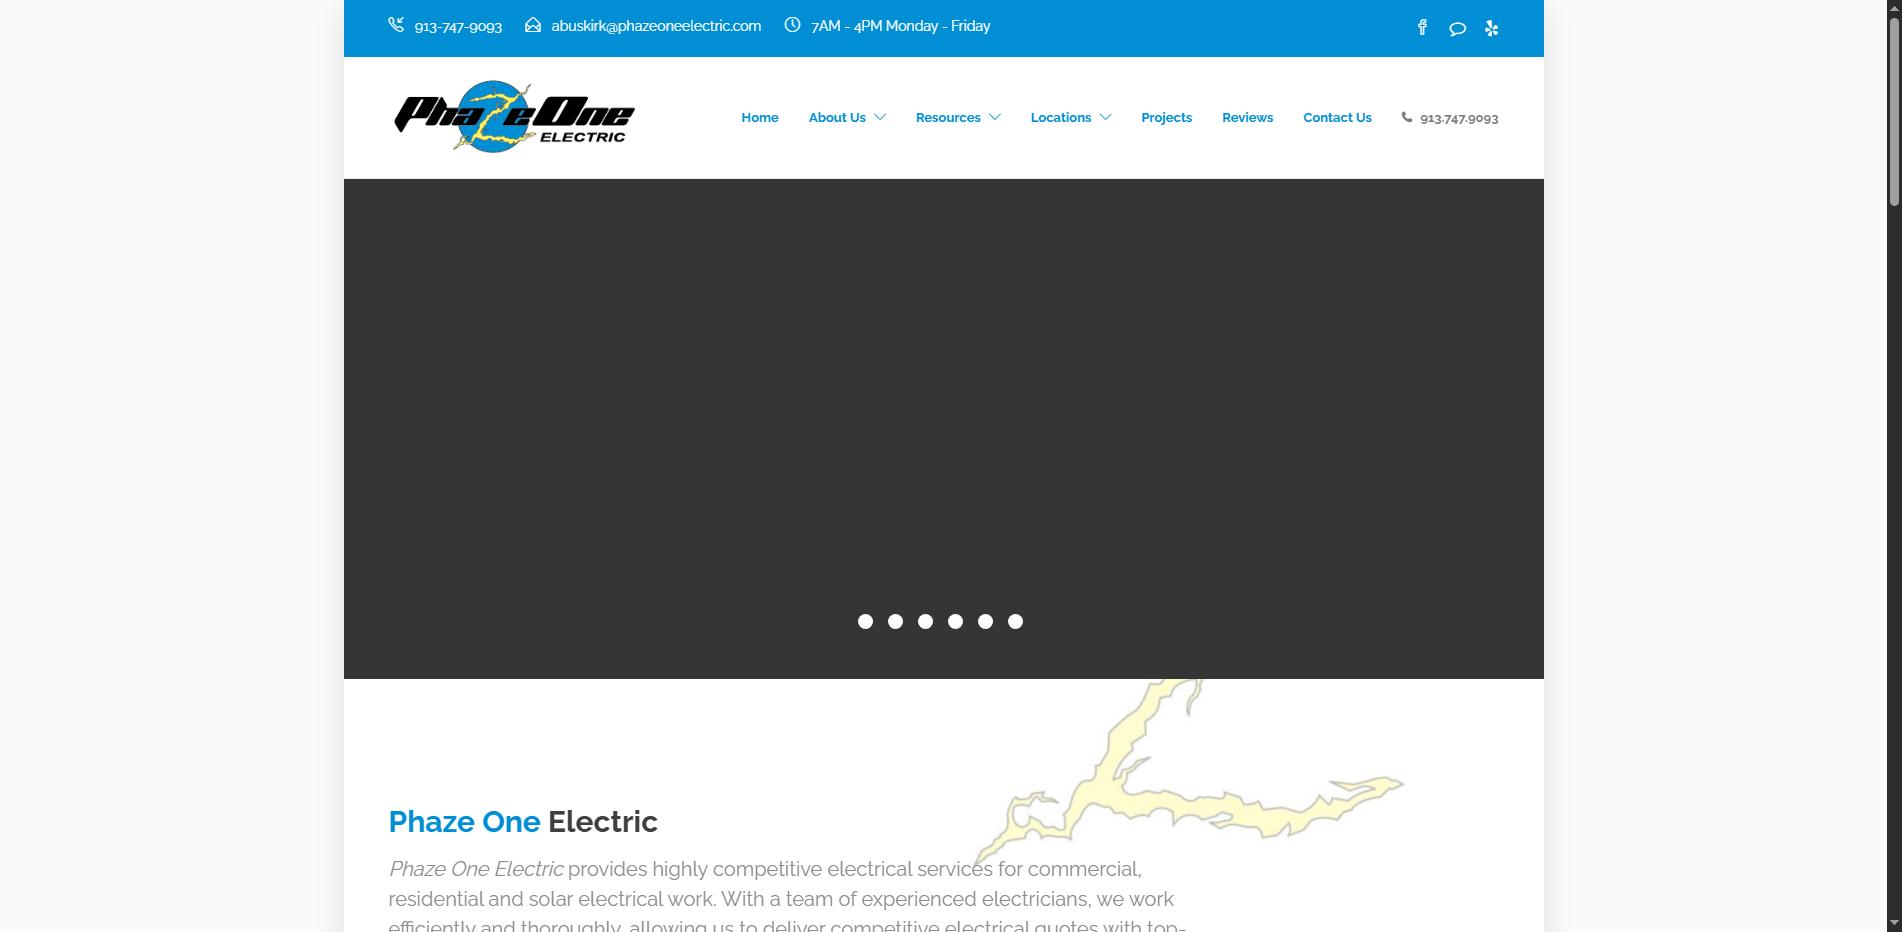 913-747-9093 abuskirk@phazeoneelectric.com 7AM - 4PM Monday - Friday
PhaZeOne
ELECTRIC
Home About Us Resources Locations Projects Reviews Contact Us 913.747.9093
Phaze One Electric
Phaze One Electric provides highly competitive electrical services for commercial,
residential and solar electrical work. With a team of experienced electricians, we work
efficiently and thoroughly, allowing us to deliver competitive electrical quotes with top-